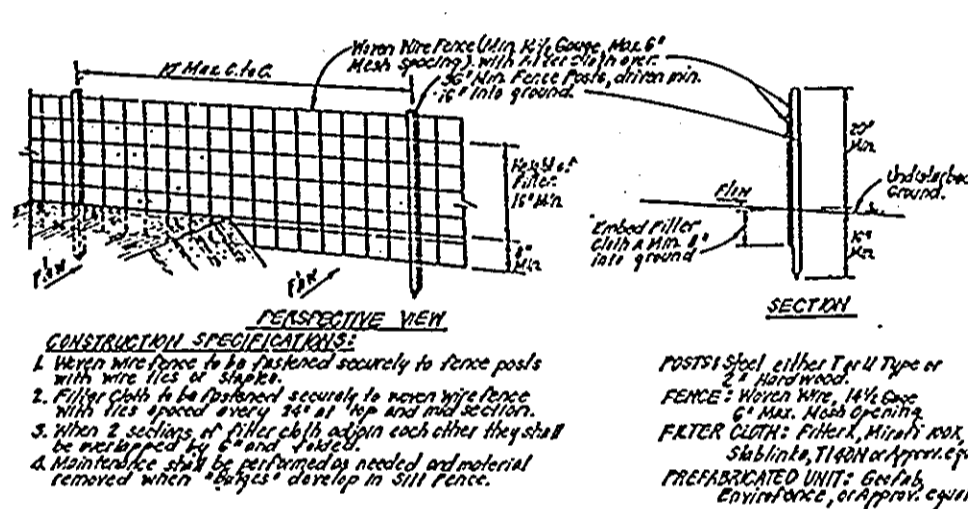 Woven Wire Fence (Min. 14½ Gauge, Max 6"
Mesh spacing) with Filter Cloth over.
36" Min Fence Posts, driven min.
16" into ground.
Max C. to C.
Height of
Filter
16" Min
8"
Min
Flow
Flow
PERSPECTIVE VIEW
20"
Min
Undisturbed
Ground.
Flow
Embed Filter
Cloth a Min. 8"
into ground
16"
Min
SECTION
CONSTRUCTION SPECIFICATIONS:
1. Woven wire fence to be fastened securely to fence posts
with wire ties or staples.
2. Filter Cloth to be fastened securely to woven wire fence
with ties spaced every 24" at top and mid section.
3. When 2 sections of filter cloth adjoin each other they shall
be overlapped by 6" and folded.
4. Maintenance shall be performed as needed and material
removed when "Bulges" develop in Silt Fence.
POSTS: Steel either T or U Type or
2" Hardwood.
FENCE: Woven Wire, 14½ Gage
6" Max. Mesh Opening
FILTER CLOTH: Filter X, Mirafi 100X,
Stablinka, T140N or Approv. equa
PREFABRICATED UNIT: GeoFab,
Envirofence, or Approv. equal